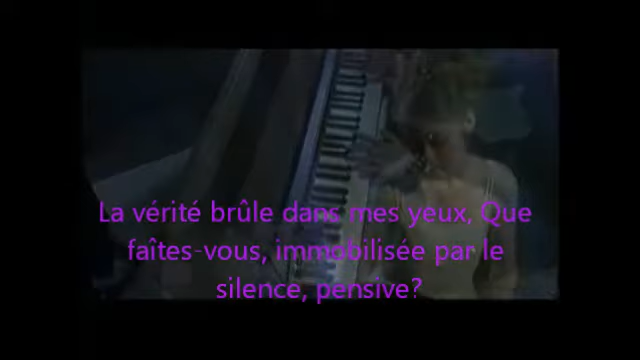 La vérité brûle dans mes yeux, Que
faîtes-vous, immobilisée par le
silence, pensive?